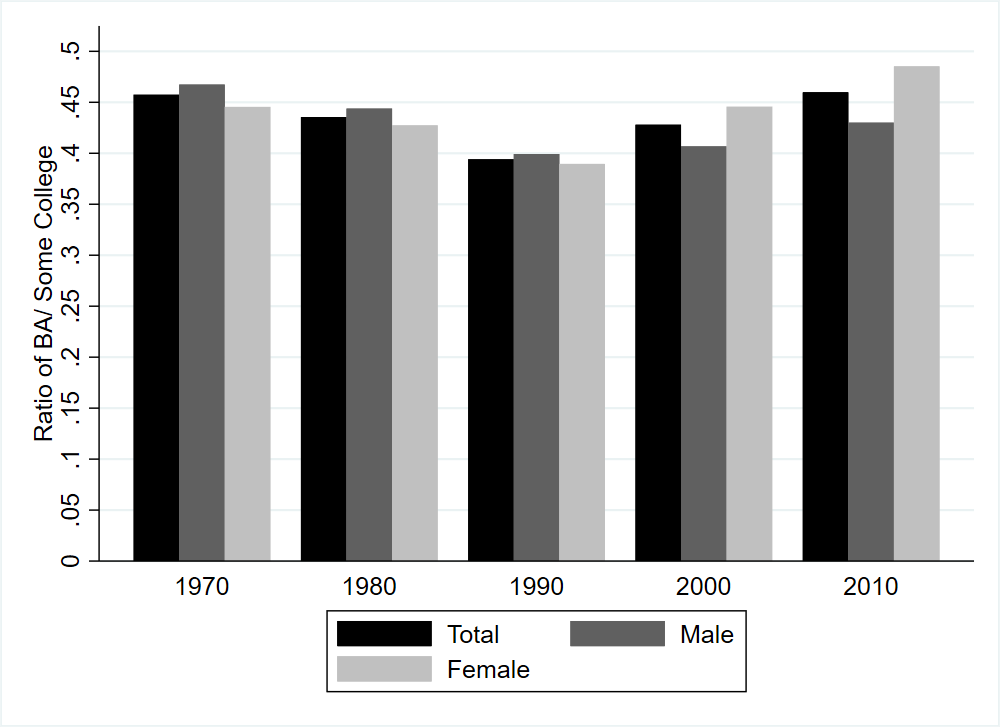 Ratio of BA/ Some College
.5
.45
.4
.35
.3
.25
.2
.15
.1
.05
0
1970 1980 1990 2000 2010
Total Male
Female